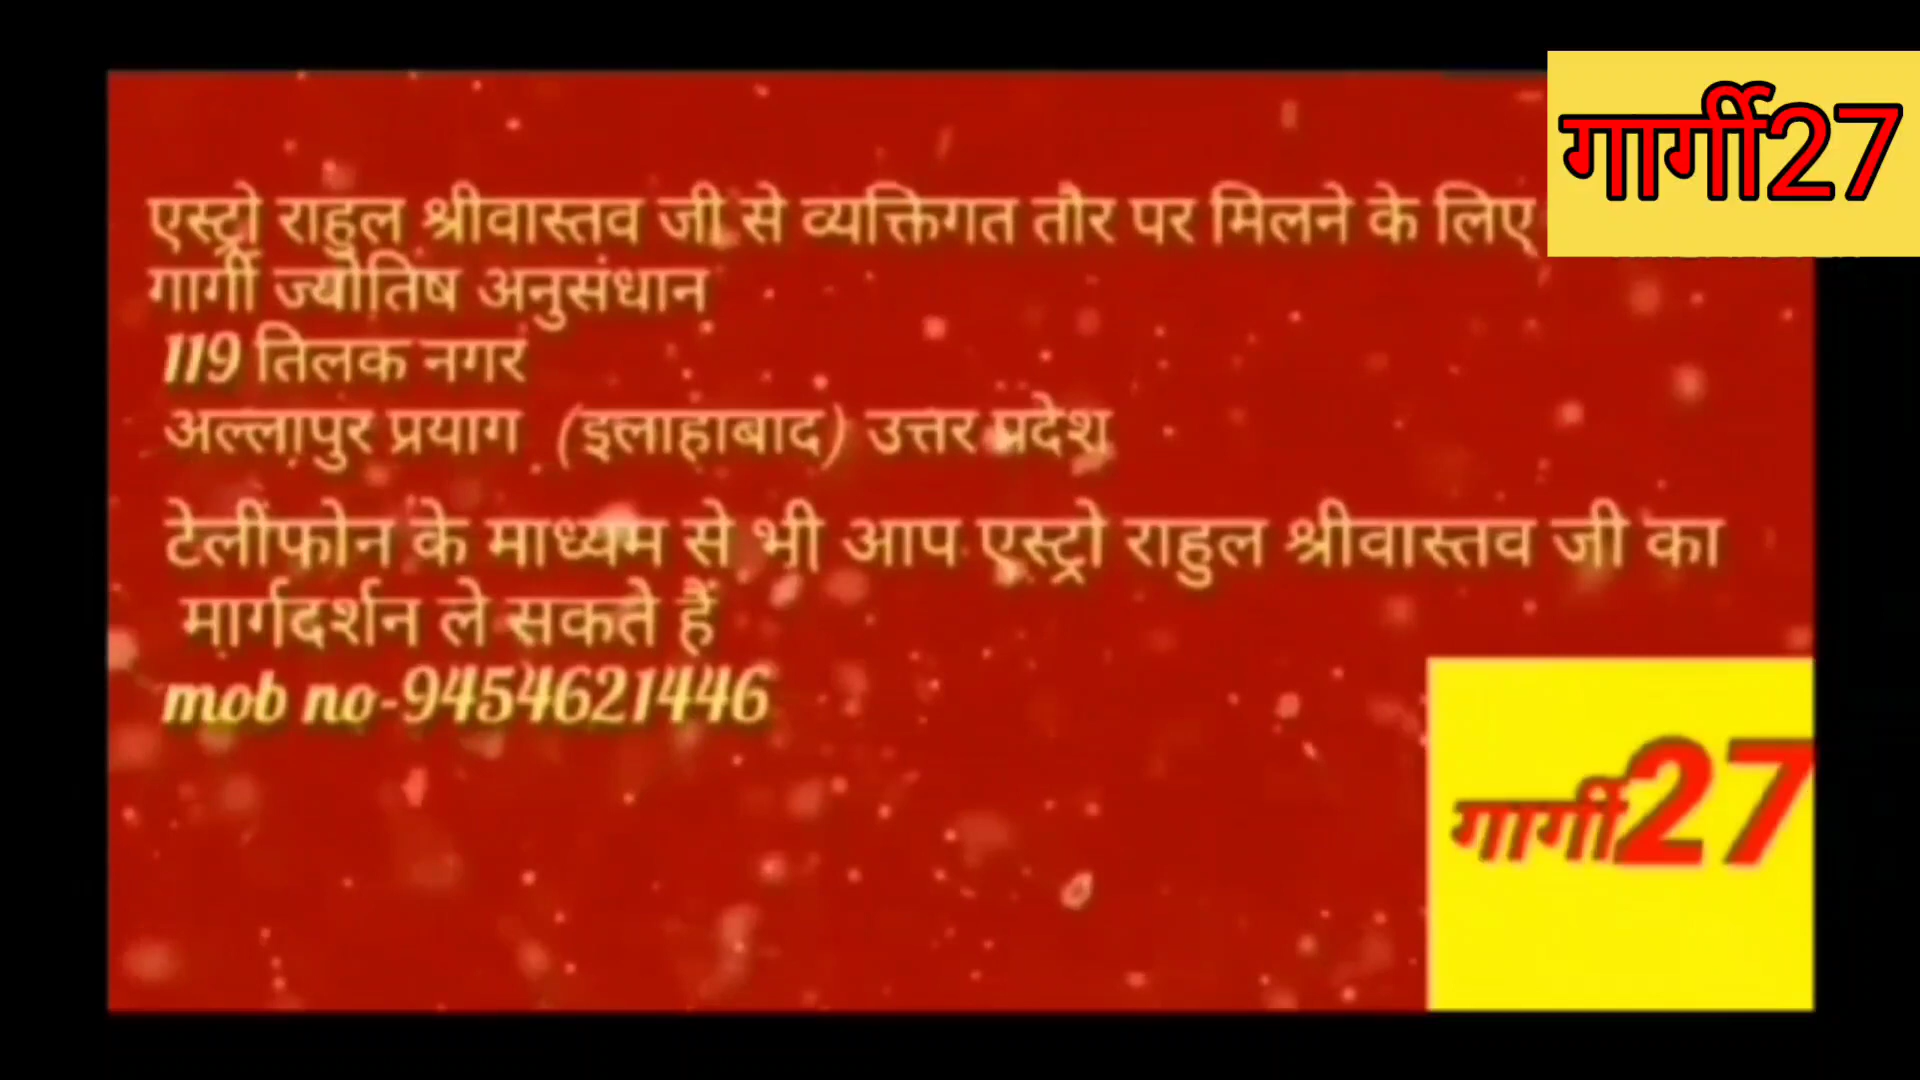 गार्गी27
एस्ट्रो राहुल श्रीवास्तव जी से व्यक्तिगत तौर पर मिलने के लिए
गार्गी ज्योतिष अनुसंधान
119 तिलक नगर
अल्लापुर प्रयाग (इलाहाबाद) उत्तर प्रदेश
टेलीफोन के माध्यम से भी आप एस्ट्रो राहुल श्रीवास्तव जी का
मार्गदर्शन ले सकते हैं
mob no-9454621446
गार्गी27